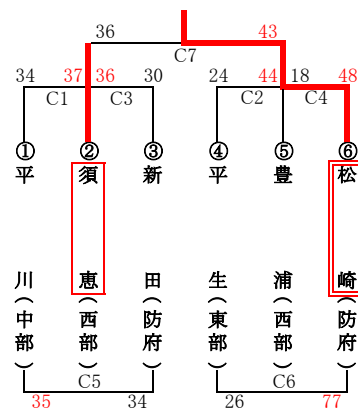 36 43
C7
34 37 36 30 24 44 18 48
C1 C3 C2 C4
① ② ③ ④ ⑤ ⑥
平川(中部)
須恵(西部)
新田(防府)
平生(東部)
豊浦(西部)
松崎(防府)
C5 C6
35 34 26 77